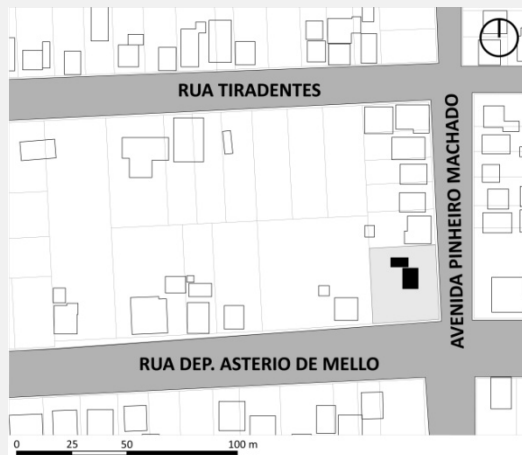 RUA TIRADENTES
AVENIDA PINHEIRO MACHADO
RUA DEP. ASTERIO DE MELLO
0 25 50 100 m